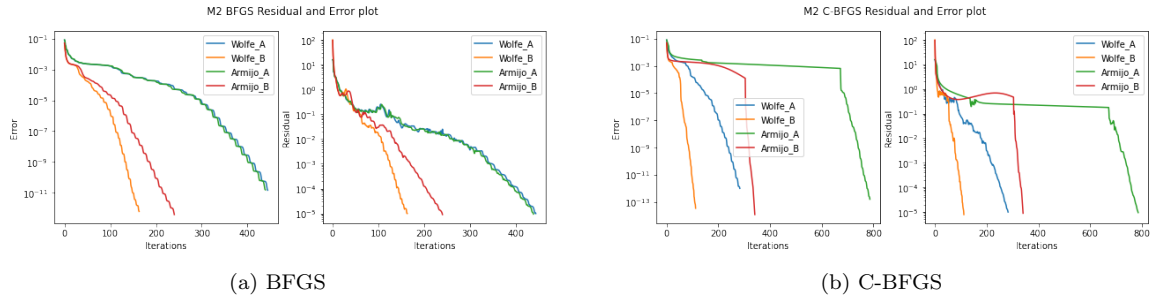 M2 BFGS Residual and Error plot
Error
10^-1
10^-3
10^-5
10^-7
10^-9
10^-11
0 100 200 300 400
Iterations
Wolfe_A
Wolfe_B
Armijo_A
Armijo_B
Residual
10^2
10^1
10^0
10^-1
10^-2
10^-3
10^-4
10^-5
0 100 200 300 400
Iterations
Wolfe_A
Wolfe_B
Armijo_A
Armijo_B
(a) BFGS
M2 C-BFGS Residual and Error plot
Error
10^-1
10^-3
10^-5
10^-7
10^-9
10^-11
10^-13
0 200 400 600 800
Iterations
Wolfe_A
Wolfe_B
Armijo_A
Armijo_B
Residual
10^2
10^1
10^0
10^-1
10^-2
10^-3
10^-4
10^-5
0 200 400 600 800
Iterations
Wolfe_A
Wolfe_B
Armijo_A
Armijo_B
(b) C-BFGS